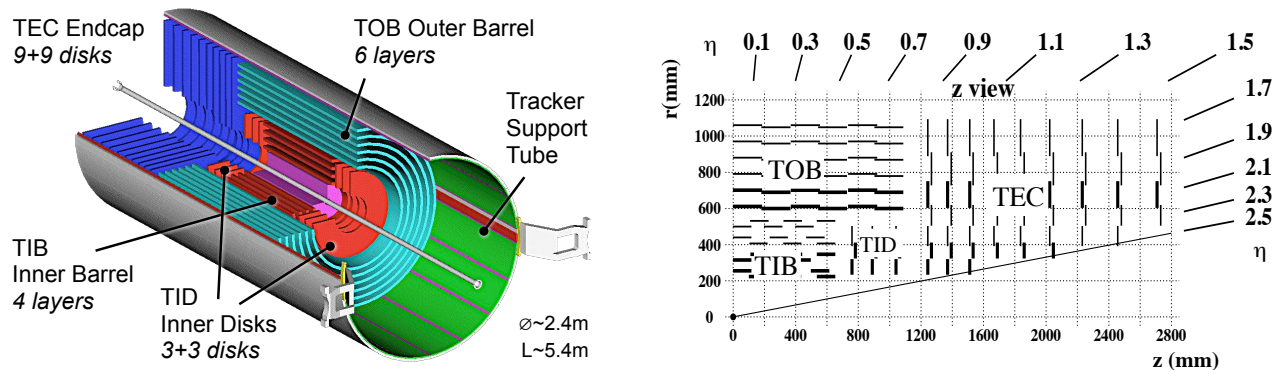 TEC Endcap
9+9 disks
TOB Outer Barrel
6 layers
Tracker
Support
Tube
TIB
Inner Barrel
4 layers
TID
Inner Disks
3+3 disks
∅~2.4m
L~5.4m
η 0.1 0.3 0.5 0.7 0.9 1.1 1.3 1.5
z view
r(mm)
1200
1000
800
600
400
200
0
1.7
1.9
2.1
2.3
2.5
η
TOB
TEC
TID
TIB
0 400 800 1200 1600 2000 2400 2800
z (mm)